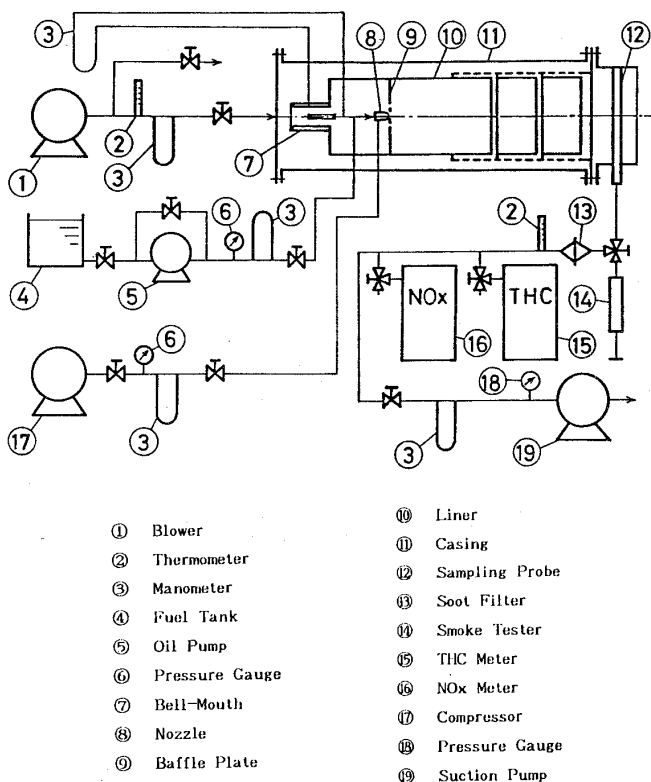 ③
⑧
⑨
⑩
⑪
⑫
①
②
③
⑦
④
⑤
⑥
③
②
⑬
⑭
NOx
THC
⑯
⑮
⑰
⑥
③
⑱
③
⑲
① Blower
② Thermometer
③ Manometer
④ Fuel Tank
⑤ Oil Pump
⑥ Pressure Gauge
⑦ Bell-Mouth
⑧ Nozzle
⑨ Baffle Plate
⑩ Liner
⑪ Casing
⑫ Sampling Probe
⑬ Soot Filter
⑭ Smoke Tester
⑮ THC Meter
⑯ NOx Meter
⑰ Compressor
⑱ Pressure Gauge
⑲ Suction Pump